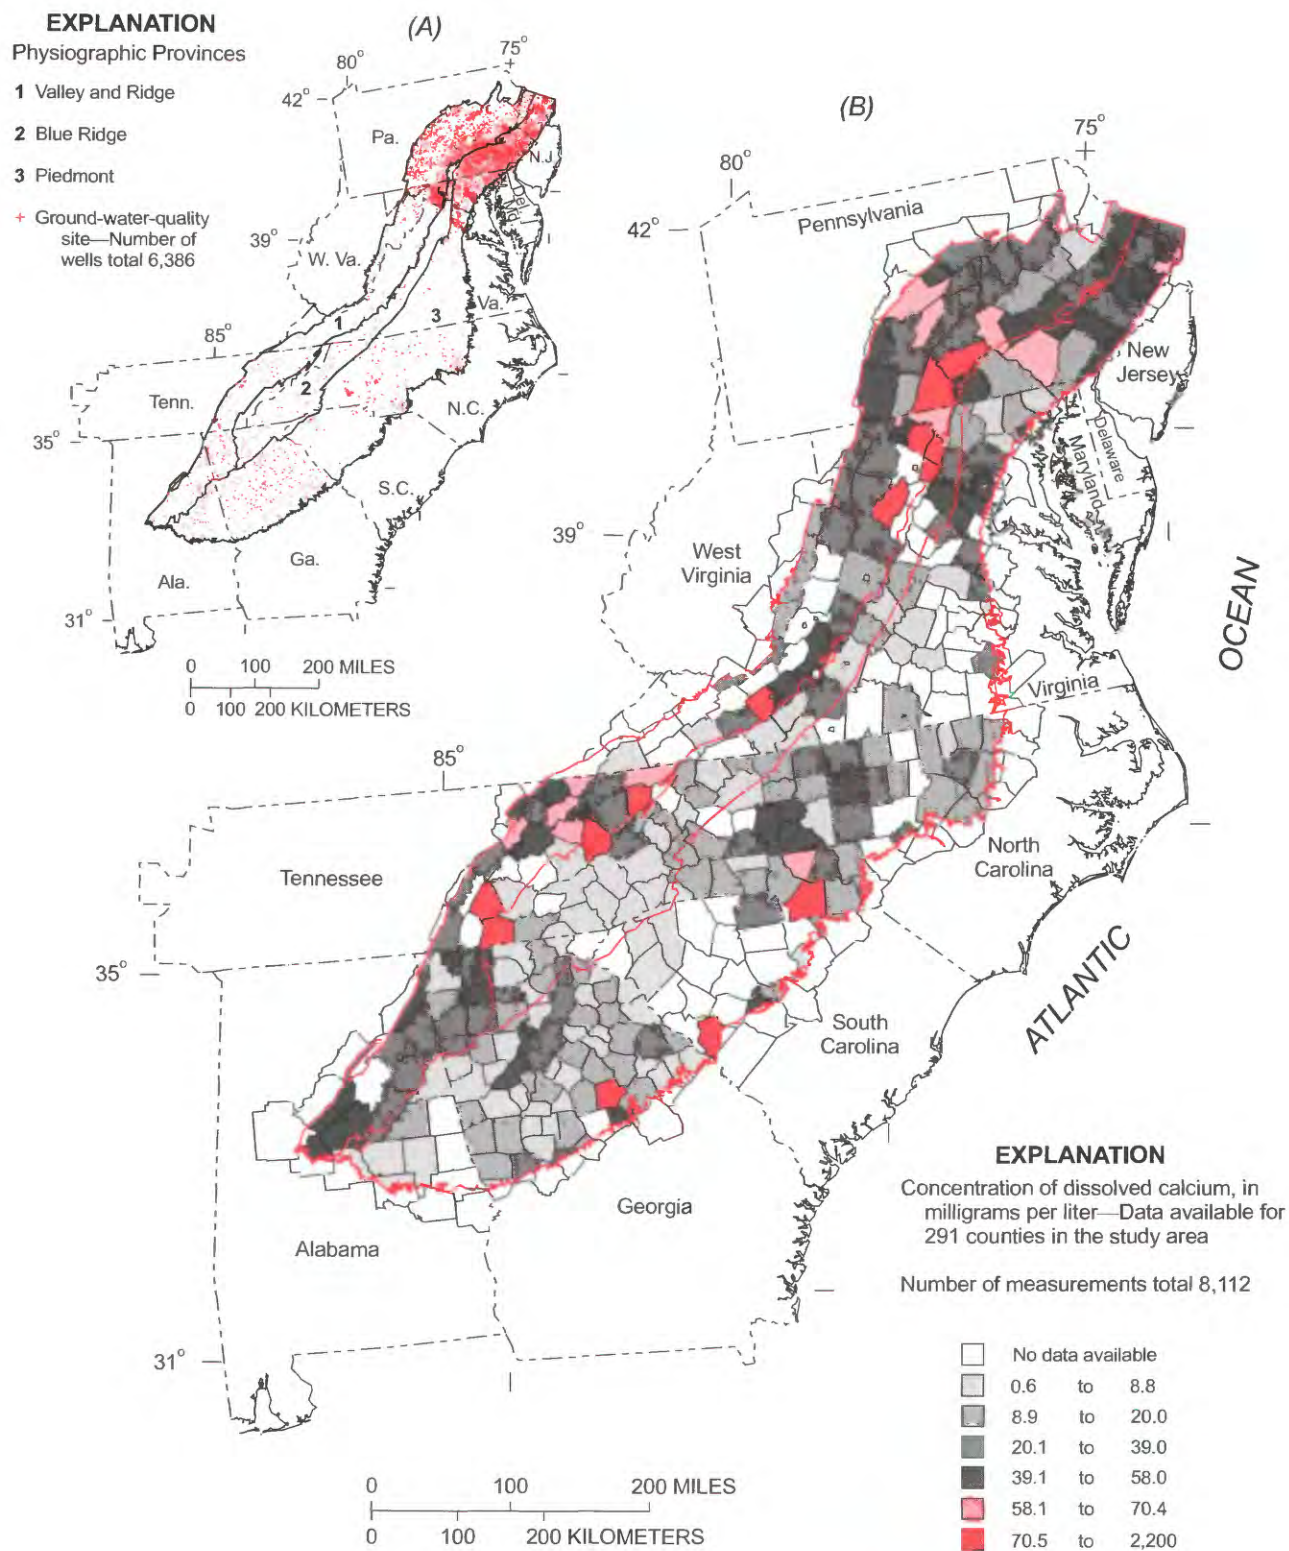 EXPLANATION
Physiographic Provinces
1 Valley and Ridge
2 Blue Ridge
3 Piedmont
+ Ground-water-quality
site—Number of
wells total 6,386
(A)
80°
75°
42°
Pa.
N.J.
Del.
Md.
39°
W. Va.
Va.
85°
1
3
2
Tenn.
N.C.
35°
S.C.
Ga.
Ala.
31°
0 100 200 MILES
0 100 200 KILOMETERS
(B)
75°
80°
Pennsylvania
42°
New
Jersey
Delaware
Maryland
39°
West
Virginia
OCEAN
Virginia
85°
North
Carolina
Tennessee
ATLANTIC
35°
South
Carolina
Georgia
Alabama
31°
0 100 200 MILES
0 100 200 KILOMETERS
EXPLANATION
Concentration of dissolved calcium, in
milligrams per liter—Data available for
291 counties in the study area
Number of measurements total 8,112
No data available
0.6 to 8.8
8.9 to 20.0
20.1 to 39.0
39.1 to 58.0
58.1 to 70.4
70.5 to 2,200